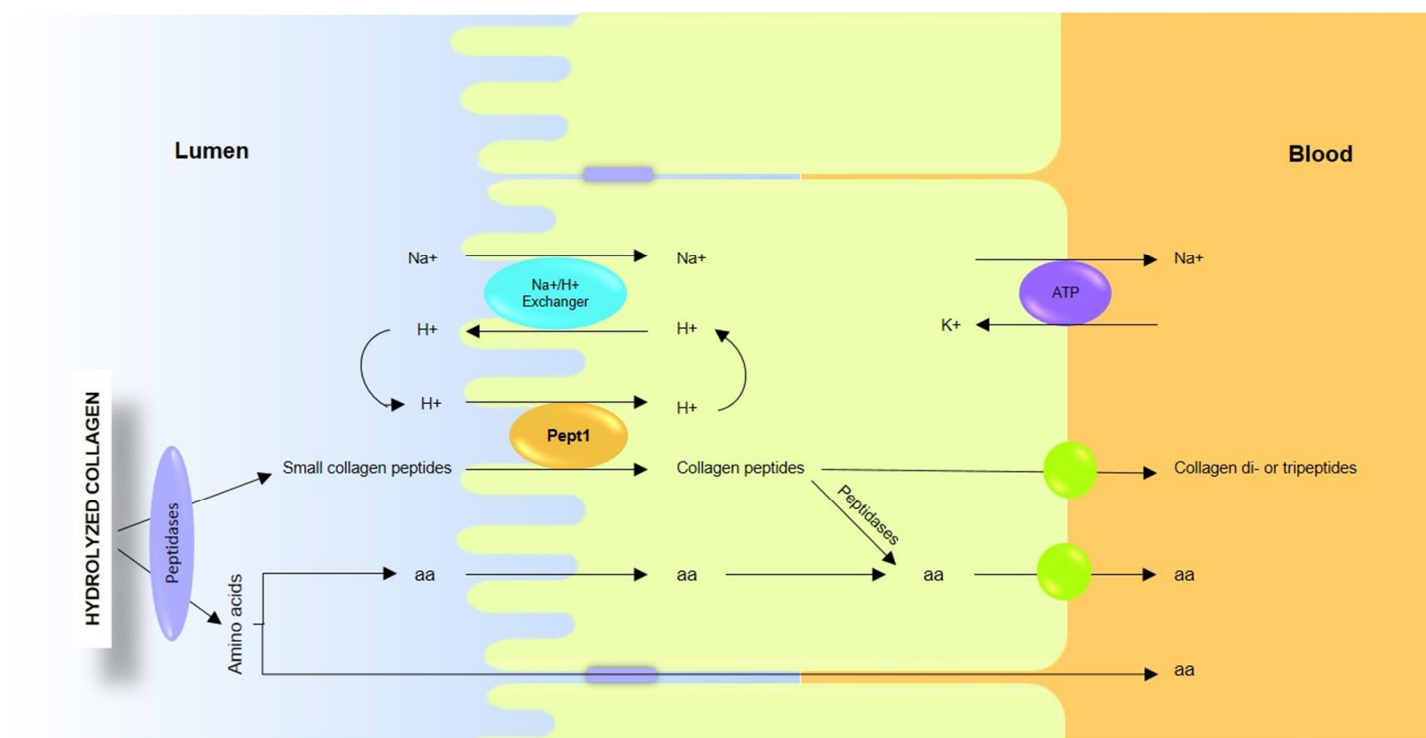 Lumen
Blood
Na+
Na+
Na+
Na+/H+
Exchanger
ATP
H+
H+
K+
H+
H+
Pept1
HYDROLYZED COLLAGEN
Peptidases
Small collagen peptides
Collagen peptides
Collagen di- or tripeptides
Peptidases
Amino acids
aa
aa
aa
aa
aa